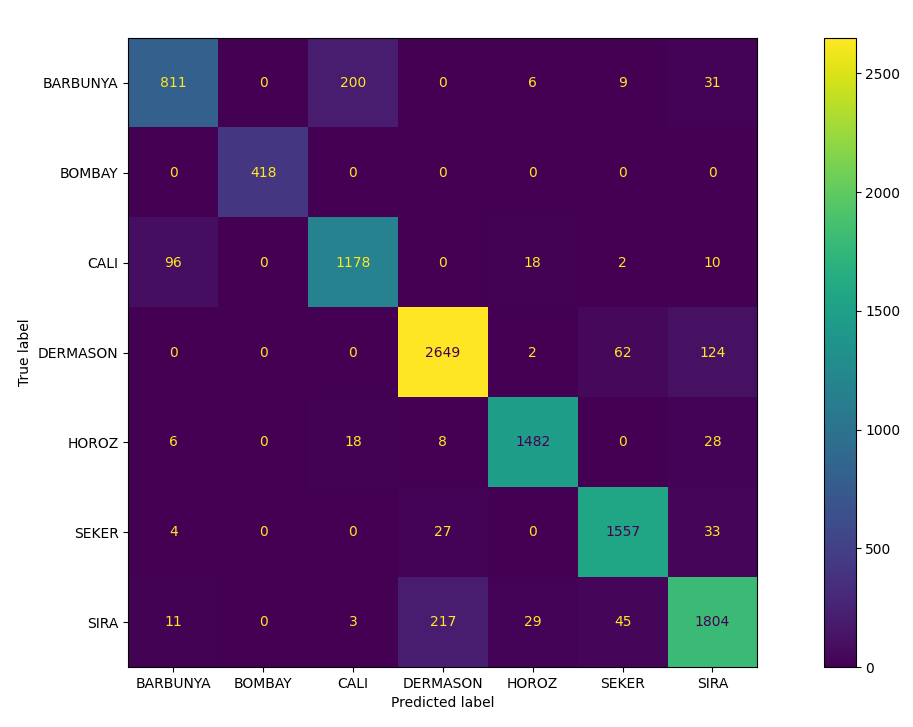 BARBUNYA 811 0 200 0 6 9 31
BOMBAY 0 418 0 0 0 0 0
CALI 96 0 1178 0 18 2 10
DERMASON 0 0 0 2649 2 62 124
HOROZ 6 0 18 8 1482 0 28
SEKER 4 0 0 27 0 1557 33
SIRA 11 0 3 217 29 45 1804
BARBUNYA BOMBAY CALI DERMASON HOROZ SEKER SIRA
Predicted label
True label
2500
2000
1500
1000
500
0